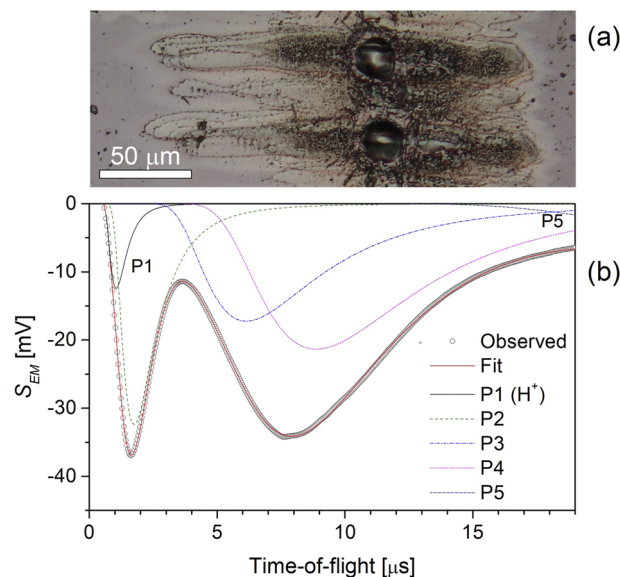 (a)
50 μm
(b)
0
-10
-20
-30
-40
S_EM [mV]
P1
P5
Observed
Fit
P1 (H⁺)
P2
P3
P4
P5
0 5 10 15
Time-of-flight [μs]